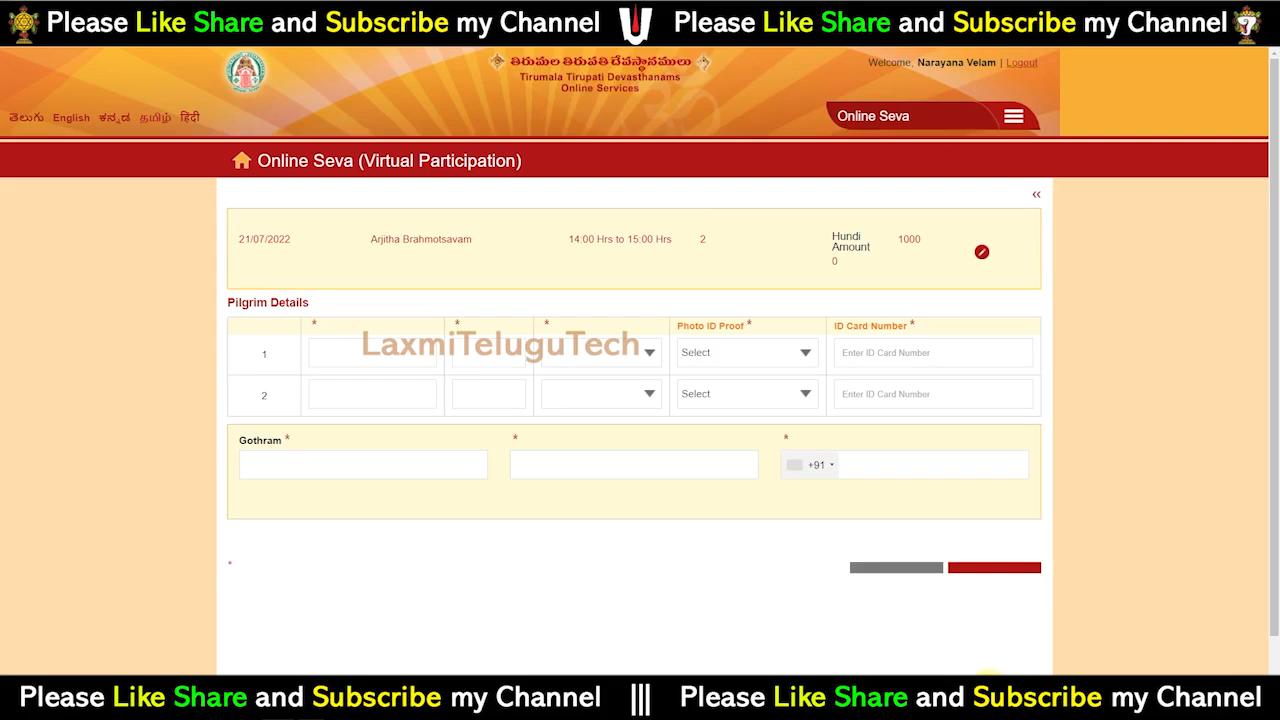 Please Like Share and Subscribe my Channel Please Like Share and Subscribe my Channel
తిరుమల తిరుపతి దేవస్థానములు
Tirumala Tirupati Devasthanams
Online Services
Welcome, Narayana Velam | Logout
తెలుగు English ಕನ್ನಡ தமிழ் हिंदी
Online Seva
Online Seva (Virtual Participation)
«
21/07/2022 Arjitha Brahmotsavam 14:00 Hrs to 15:00 Hrs 2 Hundi Amount 0 1000
Pilgrim Details
* * * Photo ID Proof * ID Card Number *
1 Select Enter ID Card Number
LaxmiTeluguTech
2 Select Enter ID Card Number
Gothram * * *
+91
*
Please Like Share and Subscribe my Channel ||| Please Like Share and Subscribe my Channel